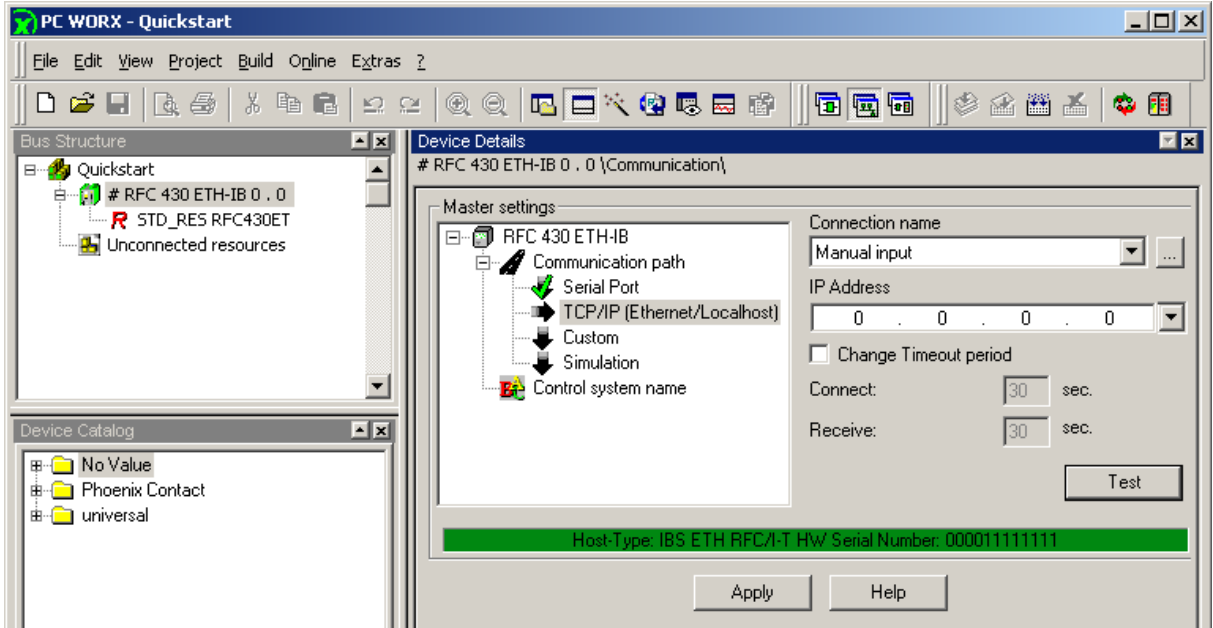 PC WORX - Quickstart
File Edit View Project Build Online Extras ?
Bus Structure
Quickstart
# RFC 430 ETH-IB 0 . 0
STD_RES RFC430ET
Unconnected resources
Device Catalog
No Value
Phoenix Contact
universal
Device Details
# RFC 430 ETH-IB 0 . 0 \Communication\
Master settings
RFC 430 ETH-IB
Communication path
Serial Port
TCP/IP (Ethernet/Localhost)
Custom
Simulation
Control system name
Connection name
Manual input
...
IP Address
0 . 0 . 0 . 0
Change Timeout period
Connect: 30 sec.
Receive: 30 sec.
Test
Host-Type: IBS ETH RFC/I-T HW Serial Number: 000011111111
Apply Help